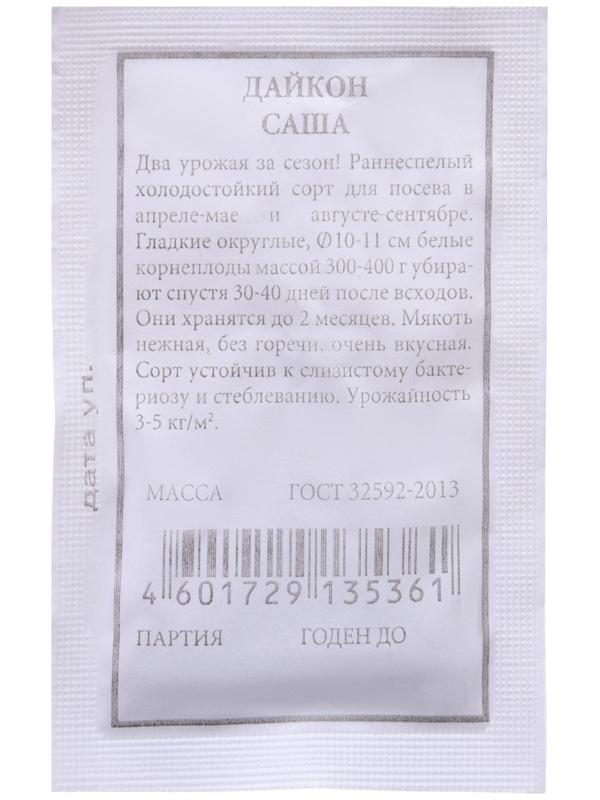 ДАЙКОН
САША
Два урожая за сезон! Раннеспелый
холодостойкий сорт для посева в
апреле-мае и августе-сентябре.
Гладкие округлые, Ø10-11 см белые
корнеплоды массой 300-400 г убира-
ют спустя 30-40 дней после всходов.
Они хранятся до 2 месяцев. Мякоть
нежная, без горечи, очень вкусная.
Сорт устойчив к слизистому бакте-
риозу и стеблеванию. Урожайность
3-5 кг/м².
МАССА ГОСТ 32592-2013
4 601729 135361
ПАРТИЯ ГОДЕН ДО
дата уп.